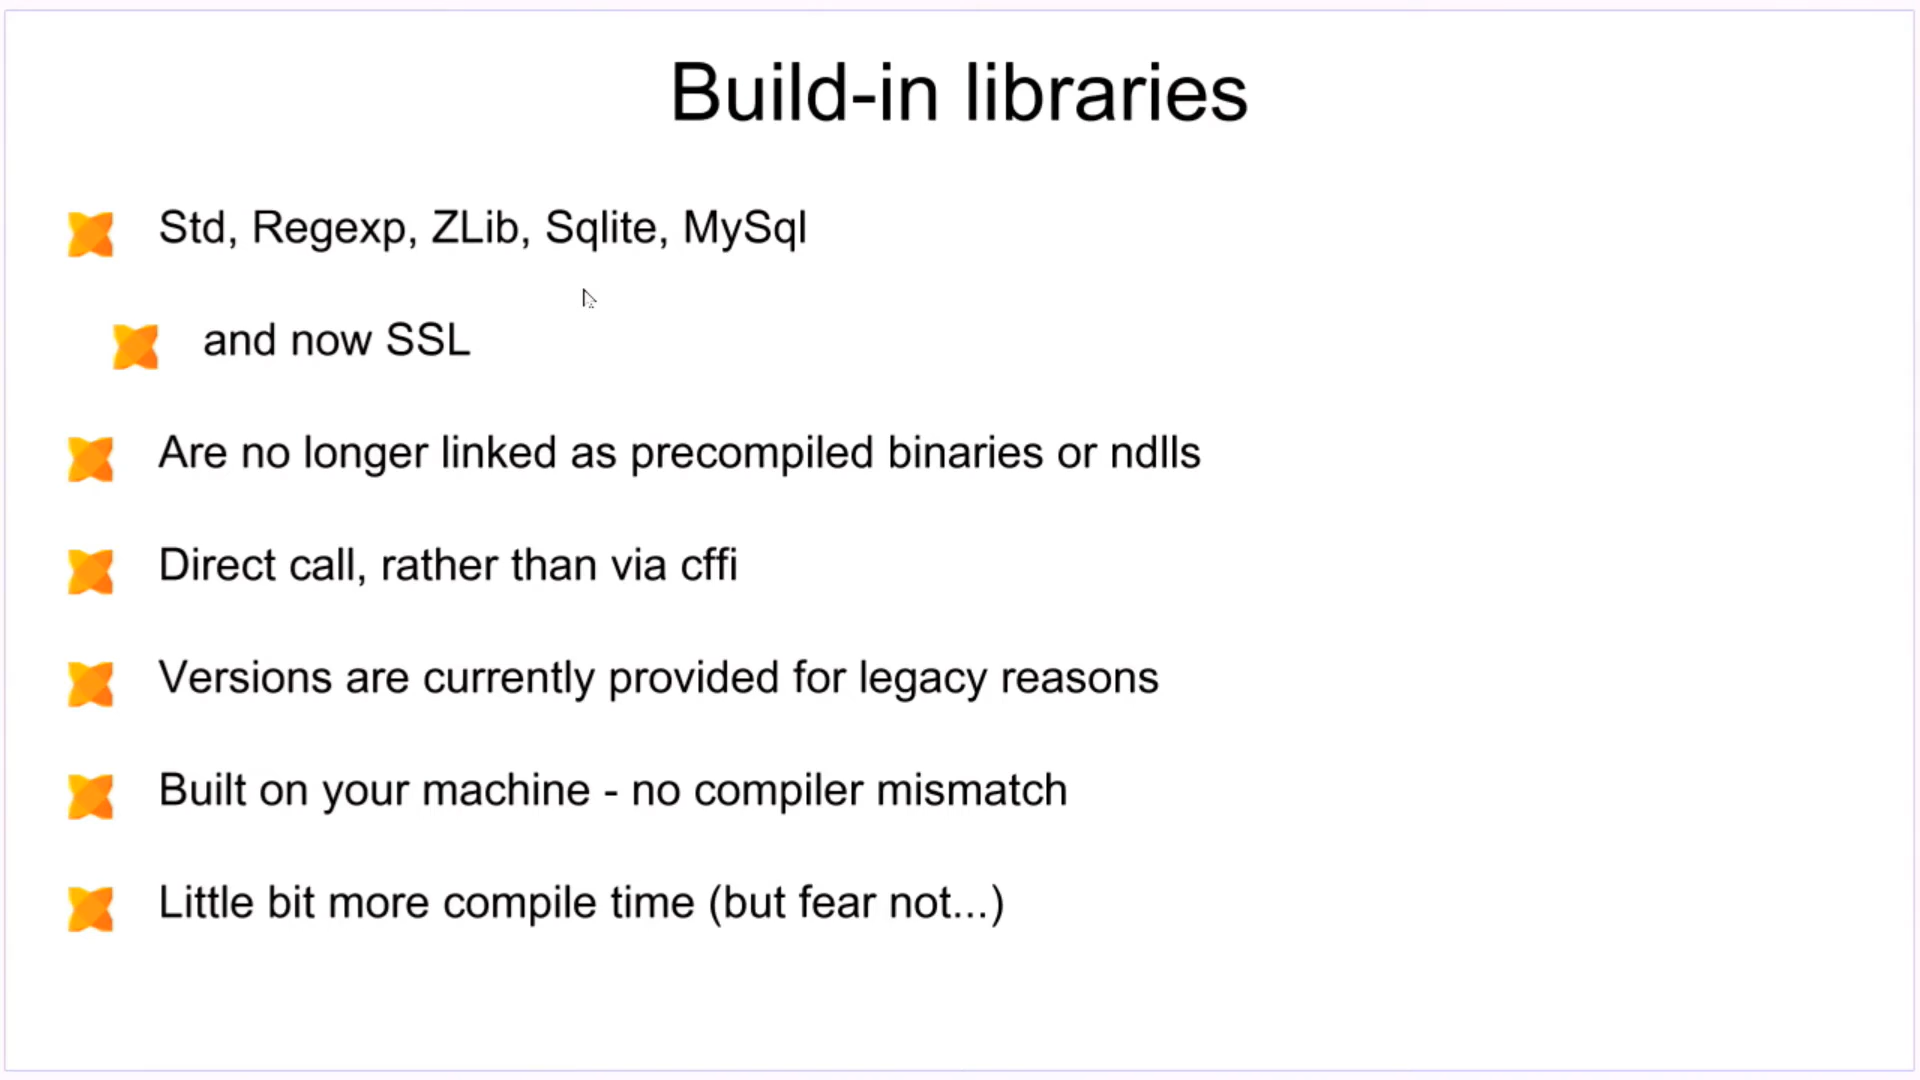 Build-in libraries
Std, Regexp, ZLib, Sqlite, MySql
and now SSL
Are no longer linked as precompiled binaries or ndlls
Direct call, rather than via cffi
Versions are currently provided for legacy reasons
Built on your machine - no compiler mismatch
Little bit more compile time (but fear not...)